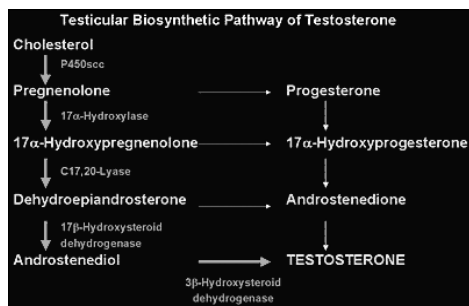 Testicular Biosynthetic Pathway of Testosterone
Cholesterol
P450scc
Pregnenolone
Progesterone
17α-Hydroxylase
17α-Hydroxypregnenolone
17α-Hydroxyprogesterone
C17,20-Lyase
Dehydroepiandrosterone
Androstenedione
17β-Hydroxysteroid
dehydrogenase
Androstenediol
TESTOSTERONE
3β-Hydroxysteroid
dehydrogenase